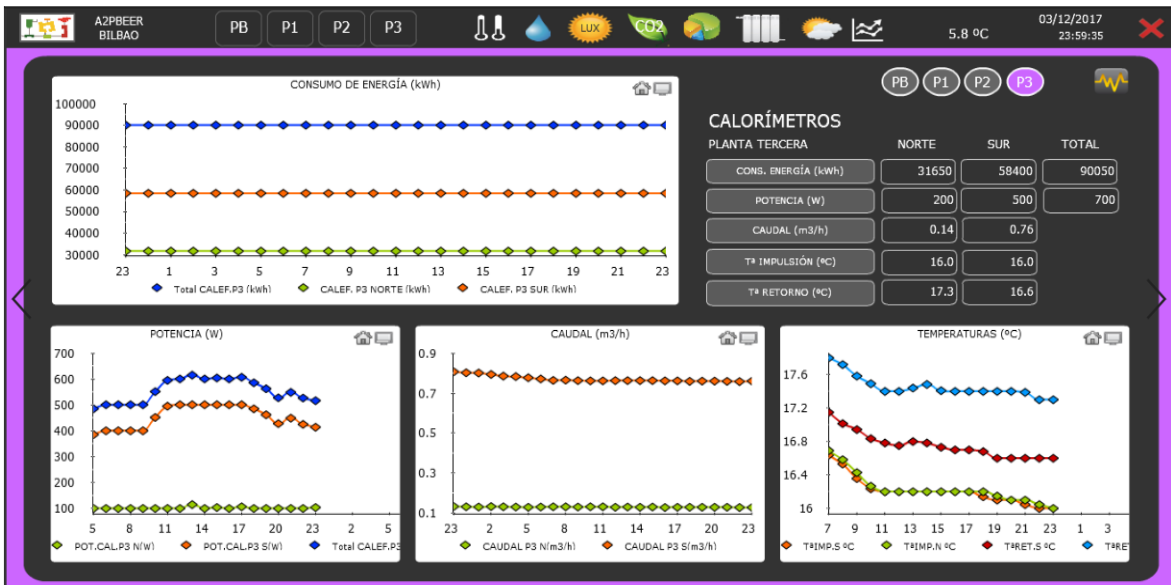 A2PBEER
BILBAO
PB P1 P2 P3
LUX
CO2
5.8 ºC
03/12/2017
23:59:35
CONSUMO DE ENERGÍA (kWh)
100000
90000
80000
70000
60000
50000
40000
30000
23 1 3 5 7 9 11 13 15 17 19 21 23
Total CALEF.P3 (kWh) CALEF. P3 NORTE (kWh) CALEF. P3 SUR (kWh)
PB P1 P2 P3
CALORÍMETROS
PLANTA TERCERA NORTE SUR TOTAL
CONS. ENERGÍA (kWh) 31650 58400 90050
POTENCIA (W) 200 500 700
CAUDAL (m3/h) 0.14 0.76
Tª IMPULSIÓN (ºC) 16.0 16.0
Tª RETORNO (ºC) 17.3 16.6
POTENCIA (W)
700
600
500
400
300
200
100
5 8 11 14 17 20 23 2 5
POT.CAL.P3 N(W) POT.CAL.P3 S(W) Total CALEF.P3
CAUDAL (m3/h)
0.9
0.7
0.5
0.3
0.1
23 2 5 8 11 14 17 20 23
CAUDAL P3 N(m3/h) CAUDAL P3 S(m3/h)
TEMPERATURAS (ºC)
17.6
17.2
16.8
16.4
16
7 9 11 13 15 17 19 21 23 1 3
TªIMP.S ºC TªIMP.N ºC TªRET.S ºC TªRE